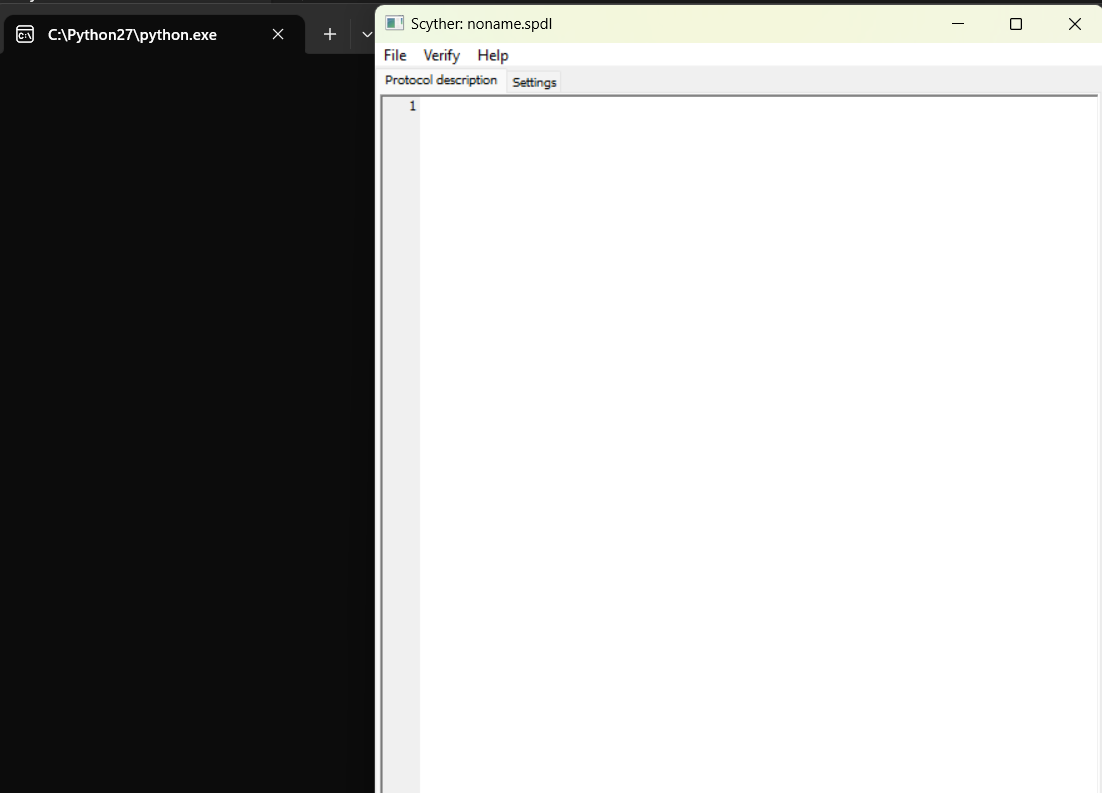 C:\Python27\python.exe
Scyther: noname.spdl
File Verify Help
Protocol description Settings
1